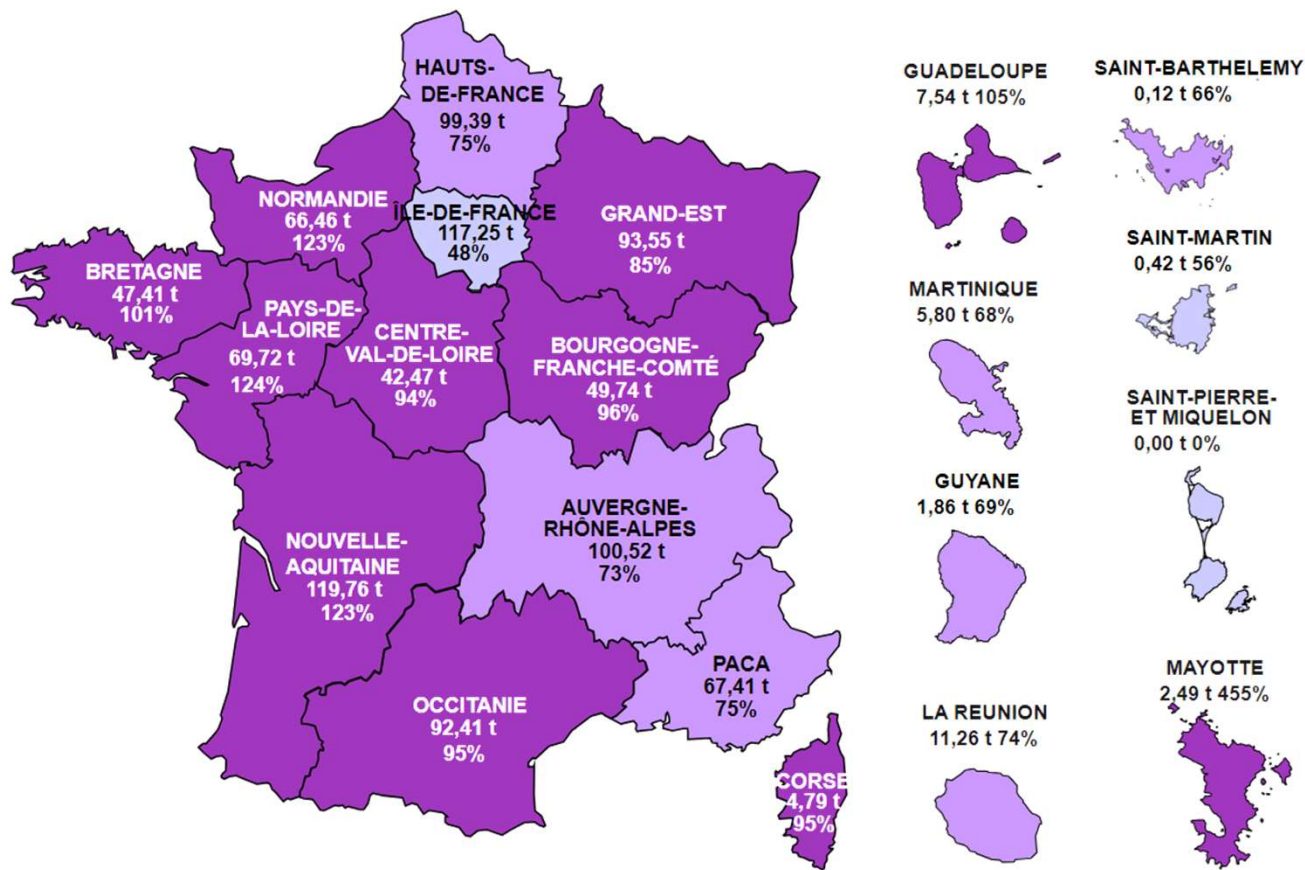 HAUTS-
DE-FRANCE
99,39 t
75%
NORMANDIE
66,46 t
123%
ÎLE-DE-FRANCE
117,25 t
48%
GRAND-EST
93,55 t
85%
BRETAGNE
47,41 t
101%
PAYS-DE-
LA-LOIRE
69,72 t
124%
CENTRE-
VAL-DE-LOIRE
42,47 t
94%
BOURGOGNE-
FRANCHE-COMTÉ
49,74 t
96%
NOUVELLE-
AQUITAINE
119,76 t
123%
AUVERGNE-
RHÔNE-ALPES
100,52 t
73%
OCCITANIE
92,41 t
95%
PACA
67,41 t
75%
CORSE
4,79 t
95%
GUADELOUPE
7,54 t 105%
MARTINIQUE
5,80 t 68%
GUYANE
1,86 t 69%
LA REUNION
11,26 t 74%
SAINT-BARTHELEMY
0,12 t 66%
SAINT-MARTIN
0,42 t 56%
SAINT-PIERRE-
ET MIQUELON
0,00 t 0%
MAYOTTE
2,49 t 455%